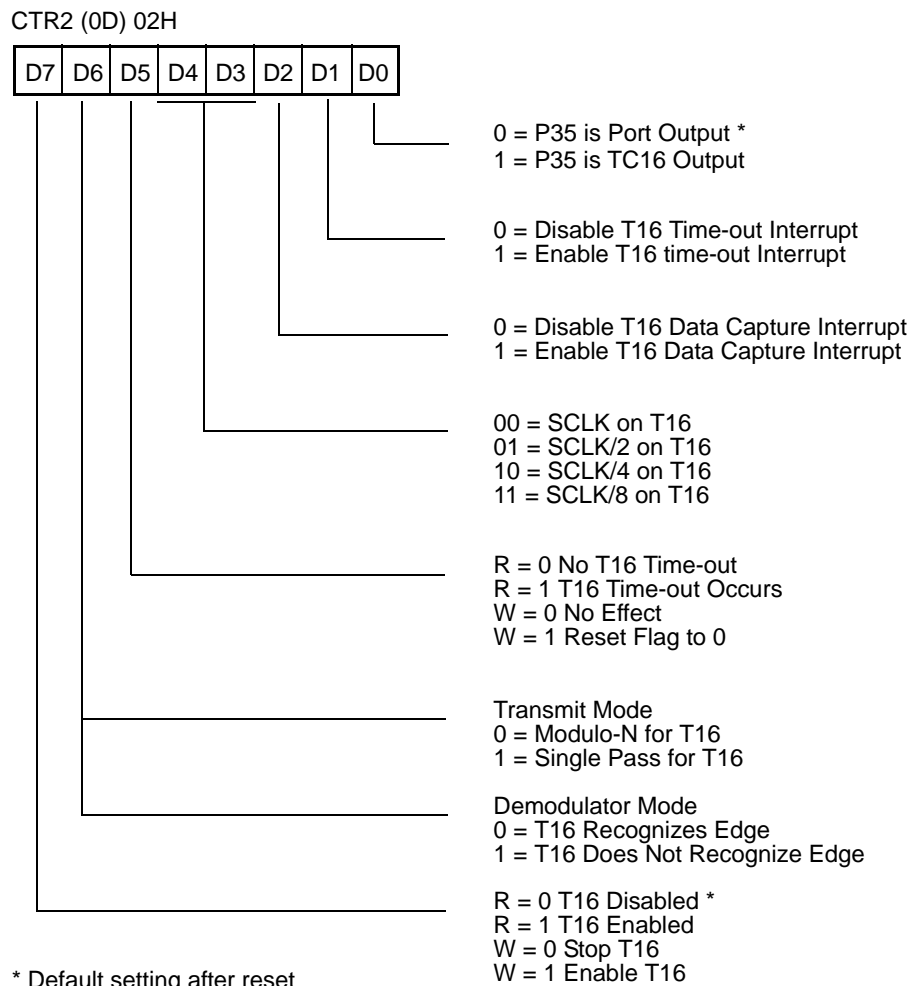 CTR2 (0D) 02H
D7 D6 D5 D4 D3 D2 D1 D0
0 = P35 is Port Output *
1 = P35 is TC16 Output
0 = Disable T16 Time-out Interrupt
1 = Enable T16 time-out Interrupt
0 = Disable T16 Data Capture Interrupt
1 = Enable T16 Data Capture Interrupt
00 = SCLK on T16
01 = SCLK/2 on T16
10 = SCLK/4 on T16
11 = SCLK/8 on T16
R = 0 No T16 Time-out
R = 1 T16 Time-out Occurs
W = 0 No Effect
W = 1 Reset Flag to 0
Transmit Mode
0 = Modulo-N for T16
1 = Single Pass for T16
Demodulator Mode
0 = T16 Recognizes Edge
1 = T16 Does Not Recognize Edge
R = 0 T16 Disabled *
R = 1 T16 Enabled
W = 0 Stop T16
W = 1 Enable T16
* Default setting after reset